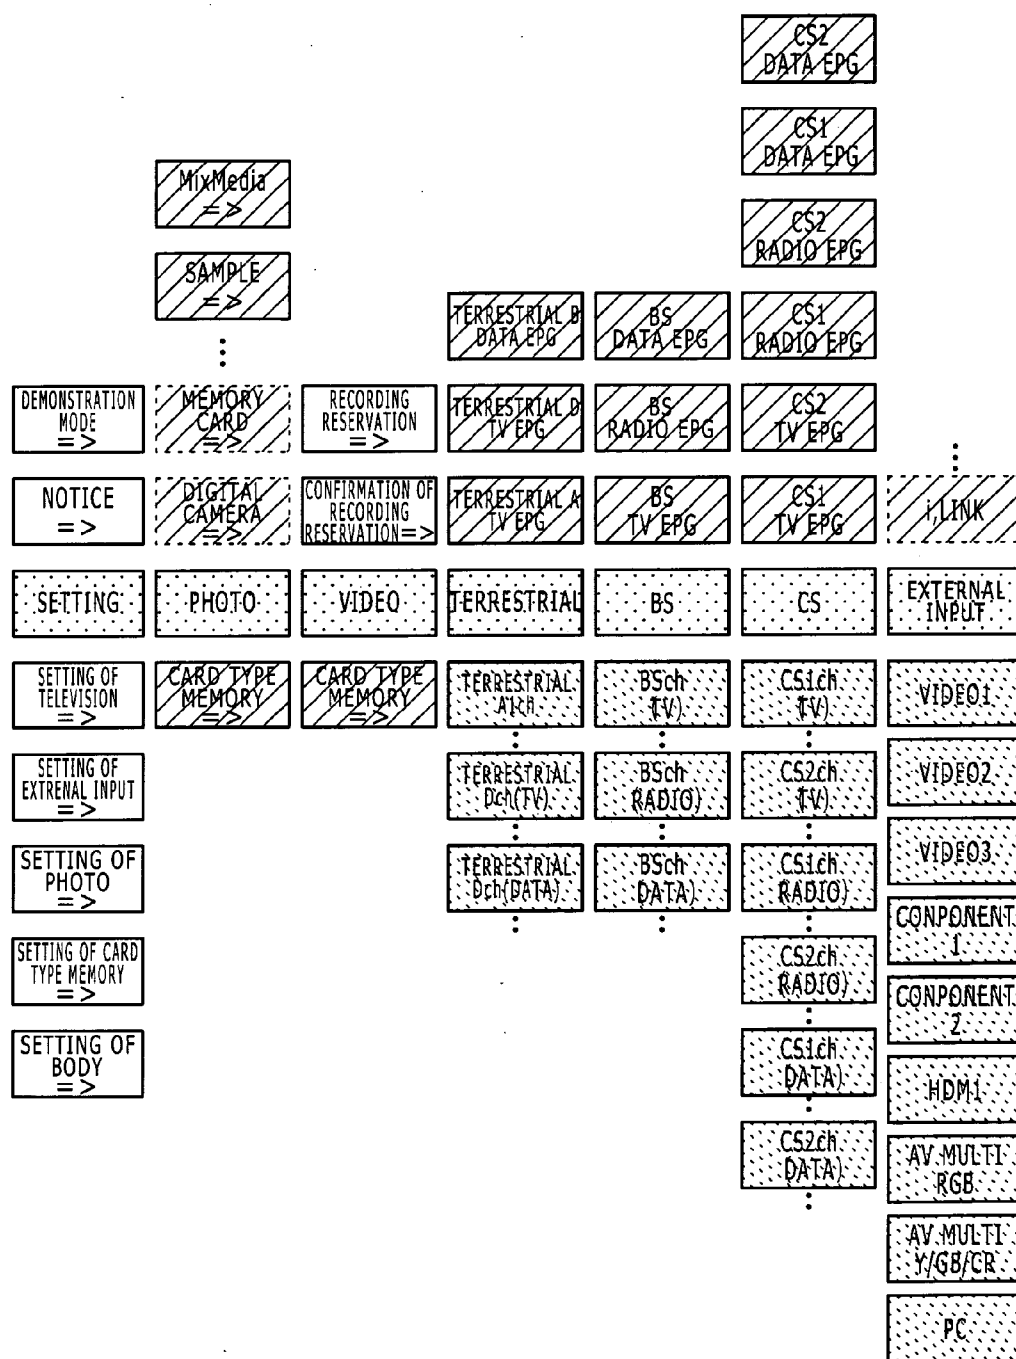 CS2
DATA EPG
CS1
DATA EPG
MixMedia
=>
CS2
RADIO EPG
SAMPLE
=>
TERRESTRIAL D
DATA EPG
BS
DATA EPG
CS1
RADIO EPG
DEMONSTRATION
MODE
=>
MEMORY
CARD
=>
RECORDING
RESERVATION
=>
TERRESTRIAL D
TV EPG
BS
RADIO EPG
CS2
TV EPG
NOTICE
=>
DIGITAL
CAMERA
=>
CONFIRMATION OF
RECORDING
RESERVATION=>
TERRESTRIAL A
TV EPG
BS
TV EPG
CS1
TV EPG
i,LINK
SETTING
PHOTO
VIDEO
TERRESTRIAL
BS
CS
EXTERNAL
INPUT
SETTING OF
TELEVISION
=>
CARD TYPE
MEMORY
=>
CARD TYPE
MEMORY
=>
TERRESTRIAL
A1ch
BSch
TV)
CS1ch
TV)
VIDEO1
SETTING OF
EXTRENAL INPUT
=>
TERRESTRIAL
Dch(TV)
BSch
RADIO)
CS2ch
TV)
VIDEO2
SETTING OF
PHOTO
=>
TERRESTRIAL
Dch(DATA)
BSch
DATA)
CS1ch
RADIO)
VIDEO3
CONPONENT
1
SETTING OF CARD
TYPE MEMORY
=>
CS2ch
RADIO)
CONPONENT
2
SETTING OF
BODY
=>
CS1ch
DATA)
HDM1
CS2ch
DATA)
AV MULTI
RGB
AV MULTI
Y/GB/CR
PC